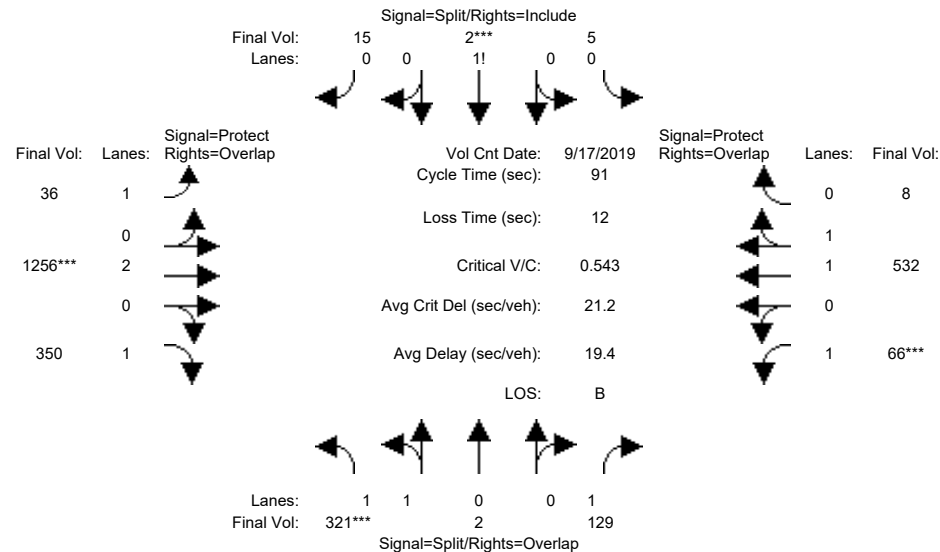 Signal=Split/Rights=Include
Final Vol: 15 2*** 5
Lanes: 0 0 1! 0 0
Signal=Protect Signal=Protect
Final Vol: Lanes: Rights=Overlap Vol Cnt Date: 9/17/2019 Rights=Overlap Lanes: Final Vol:
Cycle Time (sec): 91
36 1 0 8
Loss Time (sec): 12
0 1
1256*** 2 Critical V/C: 0.543 1 532
0 Avg Crit Del (sec/veh): 21.2 0
350 1 Avg Delay (sec/veh): 19.4 1 66***
LOS: B
Lanes: 1 1 0 0 1
Final Vol: 321*** 2 129
Signal=Split/Rights=Overlap